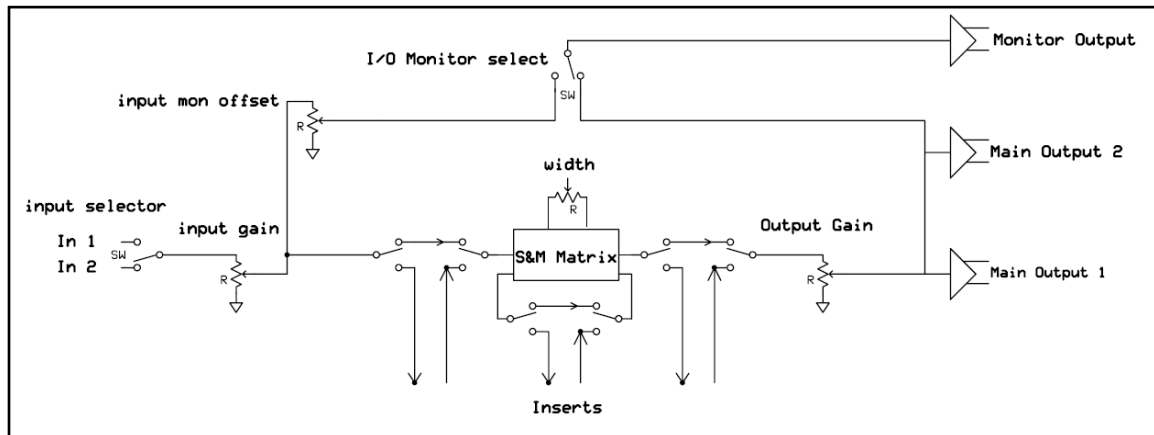 Monitor Output
I/O Monitor select
SW
input mon offset
R
Main Output 2
width
R
input selector
input gain
Output Gain
In 1
SW
In 2
S&M Matrix
R
R
Main Output 1
Inserts